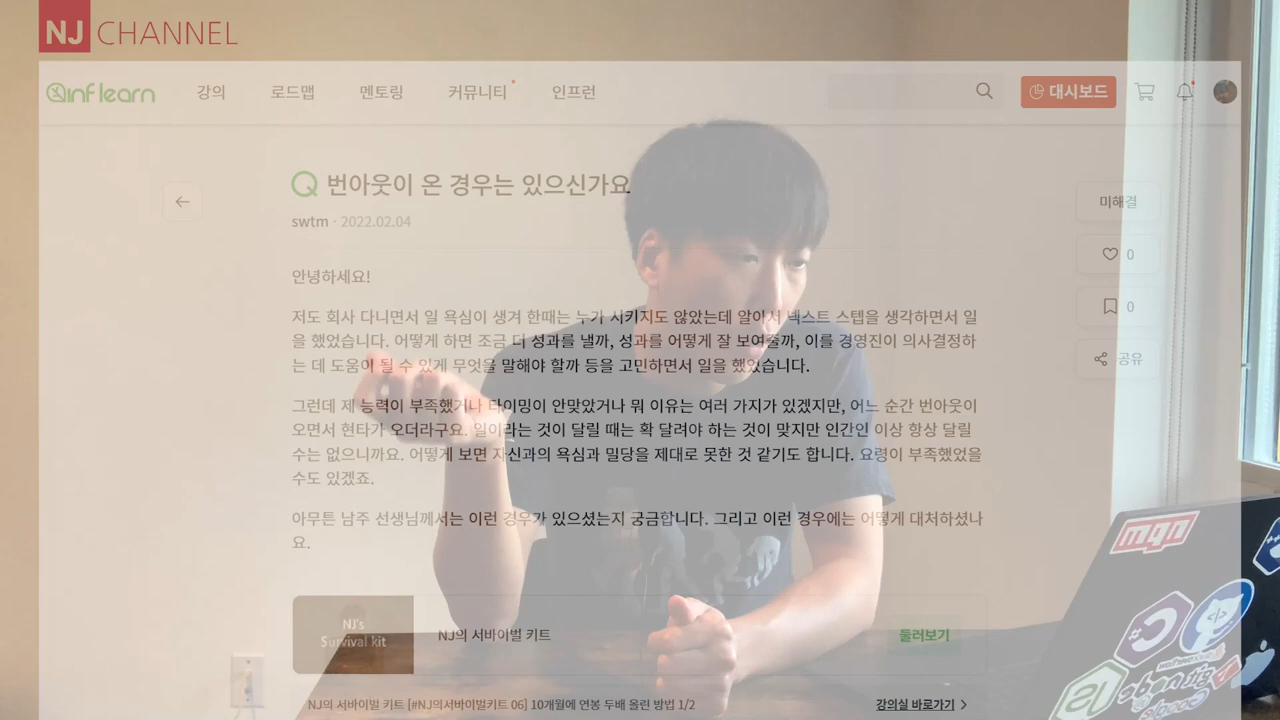 NJ CHANNEL
inflearn 강의 로드맵 멘토링 커뮤니티 인프런 대시보드
Q 번아웃이 온 경우는 있으신가요
미해결
swtm · 2022.02.04
0
안녕하세요!
0
저도 회사 다니면서 일 욕심이 생겨 한때는 누가 시키지도 않았는데 알아서 넥스트 스텝을 생각하면서 일
을 했었습니다. 어떻게 하면 조금 더 성과를 낼까, 성과를 어떻게 잘 보여줄까, 이를 경영진이 의사결정하
는 데 도움이 될 수 있게 무엇을 말해야 할까 등을 고민하면서 일을 했었습니다.
공유
그런데 제 능력이 부족했거나 타이밍이 안맞았거나 뭐 이유는 여러 가지가 있겠지만, 어느 순간 번아웃이
오면서 현타가 오더라구요. 일이라는 것이 달릴 때는 확 달려야 하는 것이 맞지만 인간인 이상 항상 달릴
수는 없으니까요. 어떻게 보면 자신과의 욕심과 밀당을 제대로 못한 것 같기도 합니다. 요령이 부족했었을
수도 있겠죠.
아무튼 남주 선생님께서는 이런 경우가 있으셨는지 궁금합니다. 그리고 이런 경우에는 어떻게 대처하셨나
요.
NJ's
Survival kit
NJ의 서바이벌 키트
둘러보기
NJ의 서바이벌 키트 [#NJ의서바이벌키트 06] 10개월에 연봉 두배 올린 방법 1/2
강의실 바로가기